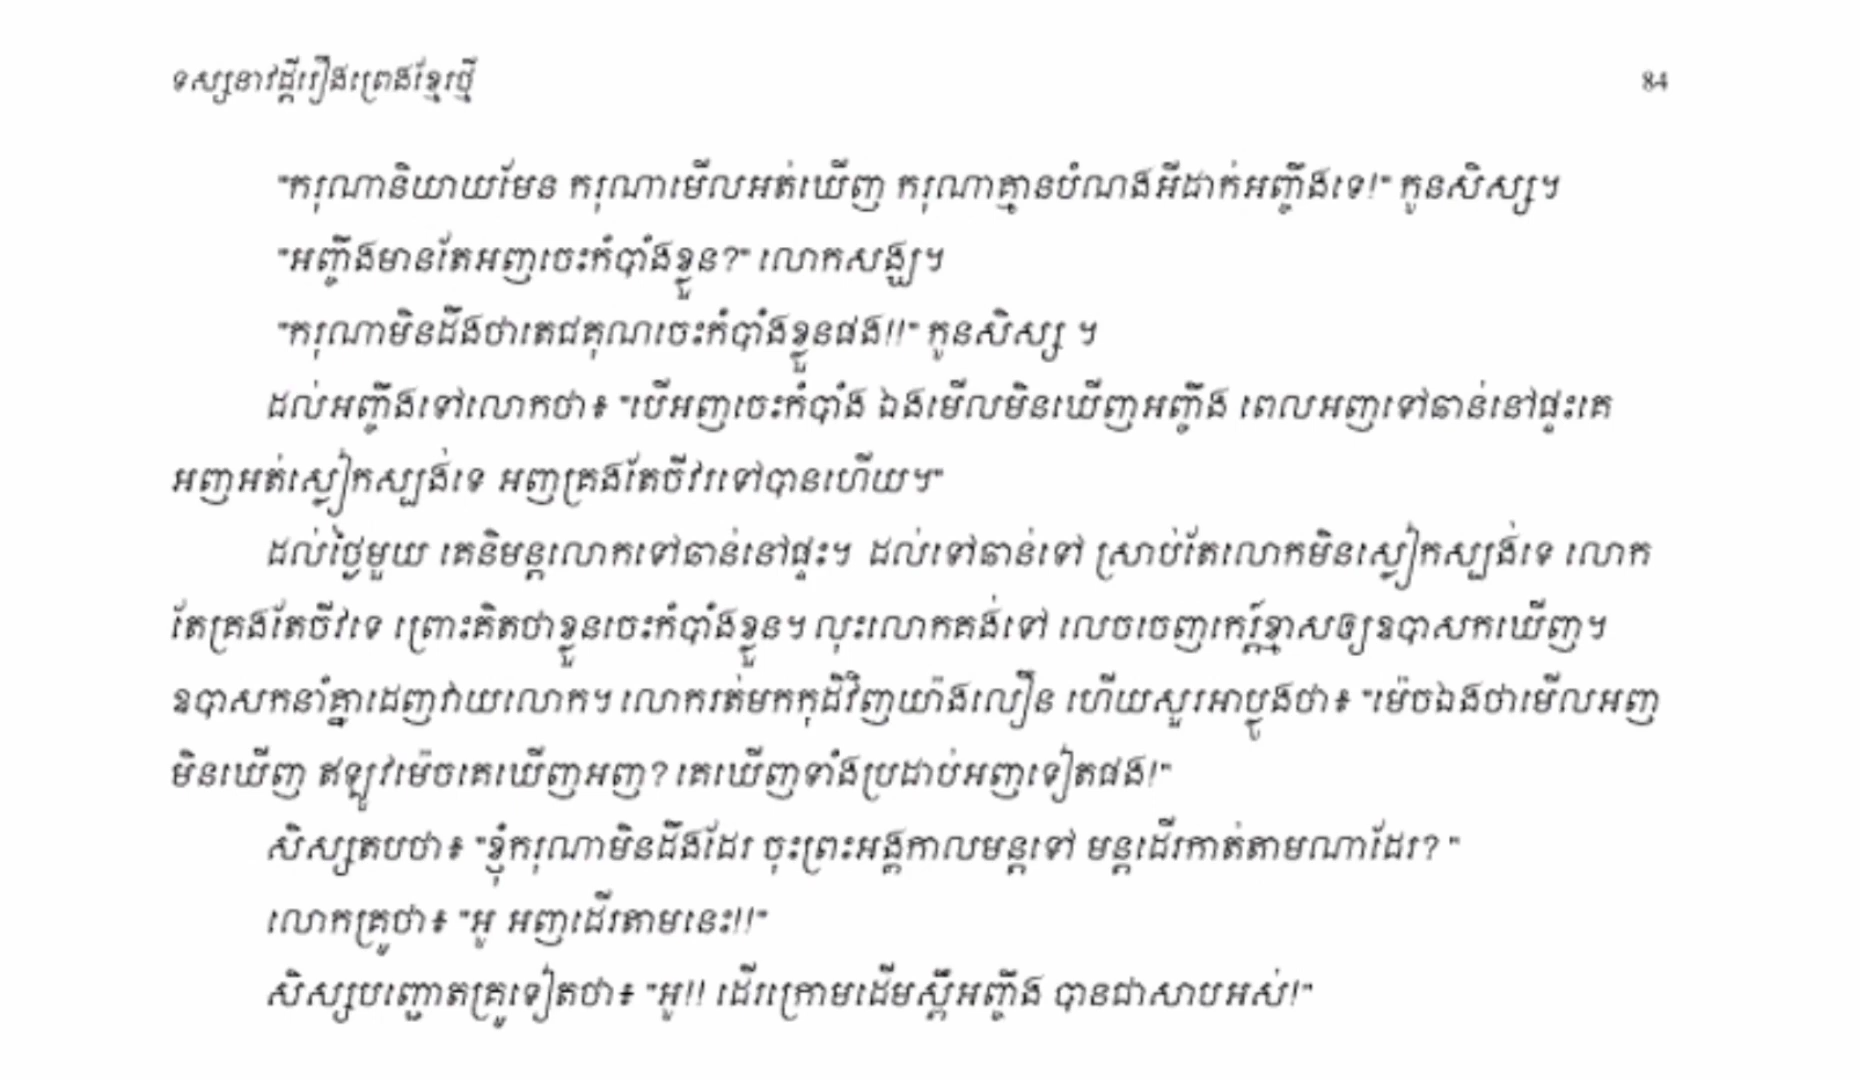 ទស្សនាវដ្ដីរឿងព្រេងខ្មែរថ្មី 84
"ករុណានិយាយមែន ករុណាមើលអត់ឃើញ ករុណាគ្មានបំណងអីដាក់អញ្ចឹងទេ!" កូនសិស្ស។
"អញ្ចឹងមានតែអញចេះកំបាំងខ្លួន?" លោកសង្ឃ្យ។
"ករុណាមិនដឹងថាតេជគុណចេះកំបាំងខ្លួនផង!!" កូនសិស្ស ។
ដល់អញ្ចឹងទៅលោកថា៖ "បើអញចេះកំបាំង ឯងមើលមិនឃើញអញ្ចឹង ពេលអញទៅឆាន់នៅផ្ទះគេ
អញអត់ស្លៀកស្បង់ទេ អញគ្រងតែចីវរទៅបានហើយ។"
ដល់ថ្ងៃមួយ គេនិមន្តលោកទៅឆាន់នៅផ្ទះ។ ដល់ទៅឆាន់ទៅ ស្រាប់តែលោកមិនស្លៀកស្បង់ទេ លោក
តែគ្រងតែចីវទេ ព្រោះគិតថាខ្លួនចេះកំបាំងខ្លួន។ លុះលោកគង់ទៅ លេចចេញកេរ្ត៍ខ្មាសឲ្យឧបាសកឃើញ។
ឧបាសកនាំគ្នាដេញវាយលោក។ លោករត់មកកុដិវិញយ៉ាងលឿន ហើយសួរអាប្លូងថា៖ "ម៉េចឯងថាមើលអញ
មិនឃើញ ឥឡូវម៉េចគេឃើញអញ? គេឃើញទាំងប្រដាប់អញទៀតផង!"
សិស្សតបថា៖ "ខ្ញុំករុណាមិនដឹងដែរ ចុះព្រះអង្គកាលមន្តទៅ មន្តដើរកាត់តាមណាដែរ? "
លោកគ្រូថា៖ "អូ អញដើរតាមនេះ!!"
សិស្សបញ្ជោតគ្រូទៀតថា៖ "អូ!! ដើរក្រោមដើមស្ពឺអញ្ចឹង បានជាសាបអស់!"